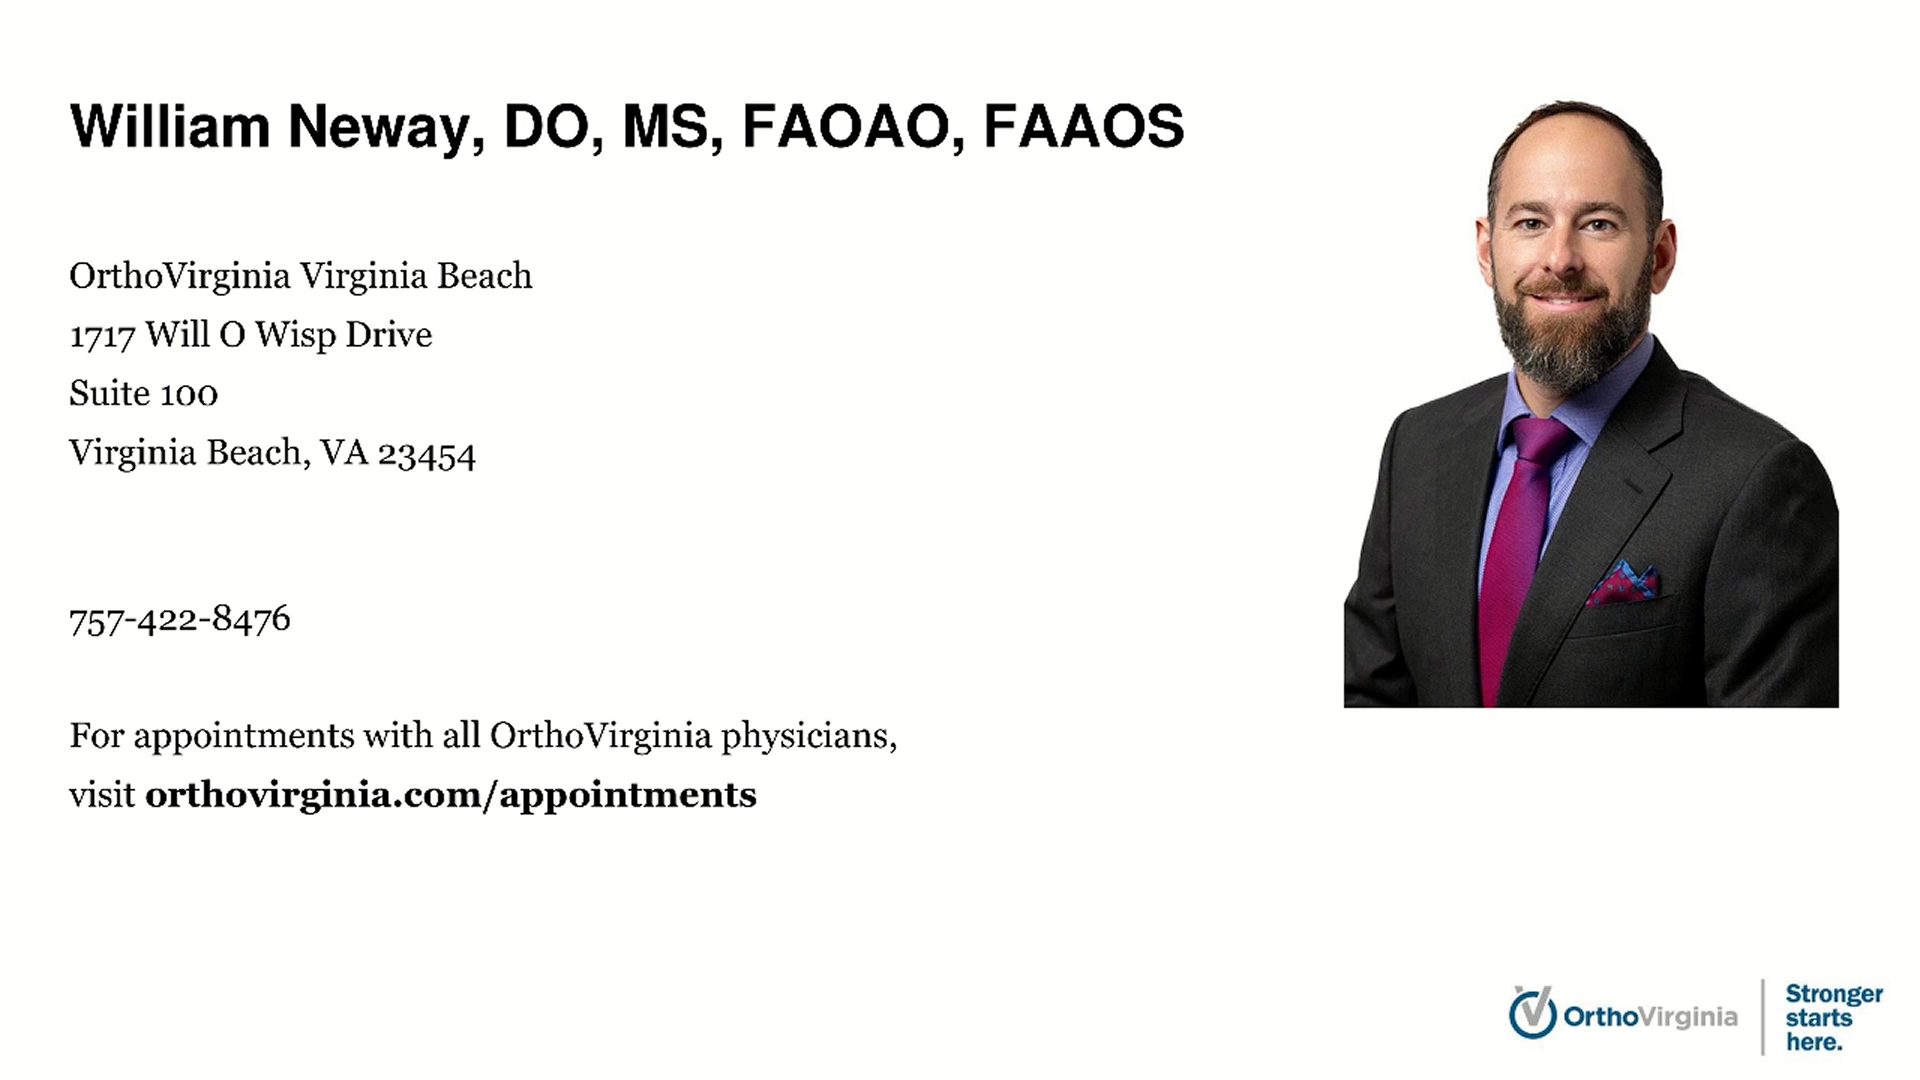 William Neway, DO, MS, FAOAO, FAAOS
OrthoVirginia Virginia Beach
1717 Will O Wisp Drive
Suite 100
Virginia Beach, VA 23454
757-422-8476
For appointments with all OrthoVirginia physicians,
visit orthovirginia.com/appointments
OrthoVirginia
Stronger
starts
here.